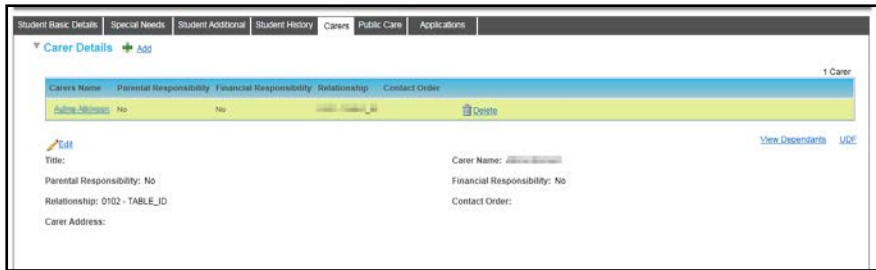 Student Basic Details Special Needs Student Additional Student History Carers Public Care Applications
Carer Details Add
1 Carer
Carers Name Parental Responsibility Financial Responsibility Relationship Contact Order
No No Delete
Edit View Dependants UDF
Title: Carer Name:
Parental Responsibility: No Financial Responsibility: No
Relationship: 0102 - TABLE_ID Contact Order:
Carer Address: